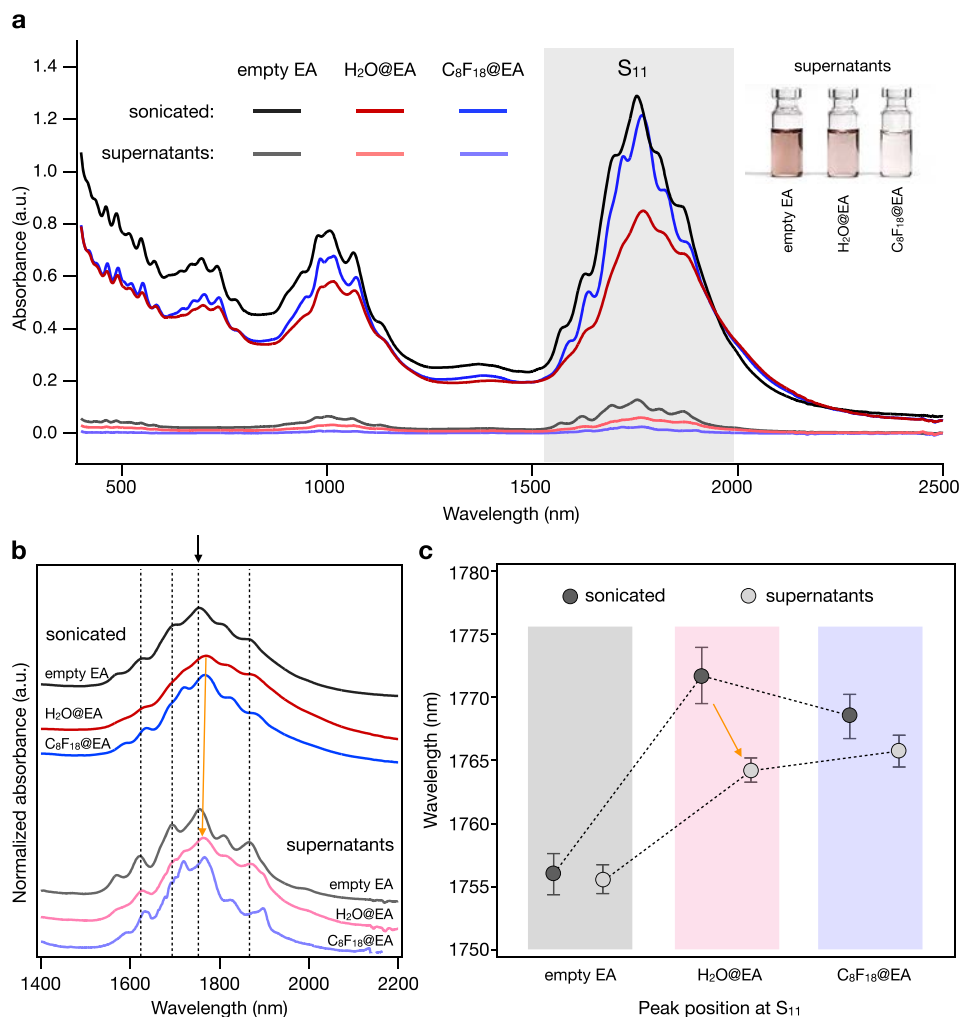 a
empty EA H₂O@EA C₈F₁₈@EA
sonicated:
supernatants:
S₁₁
supernatants
empty EA
H₂O@EA
C₈F₁₈@EA
Absorbance (a.u.)
1.4
1.2
1.0
0.8
0.6
0.4
0.2
0.0
500 1000 1500 2000 2500
Wavelength (nm)
b
Normalized absorbance (a.u.)
sonicated
empty EA
H₂O@EA
C₈F₁₈@EA
supernatants
empty EA
H₂O@EA
C₈F₁₈@EA
1400 1600 1800 2000 2200
Wavelength (nm)
c
Wavelength (nm)
1780
1775
1770
1765
1760
1755
1750
sonicated supernatants
empty EA H₂O@EA C₈F₁₈@EA
Peak position at S₁₁